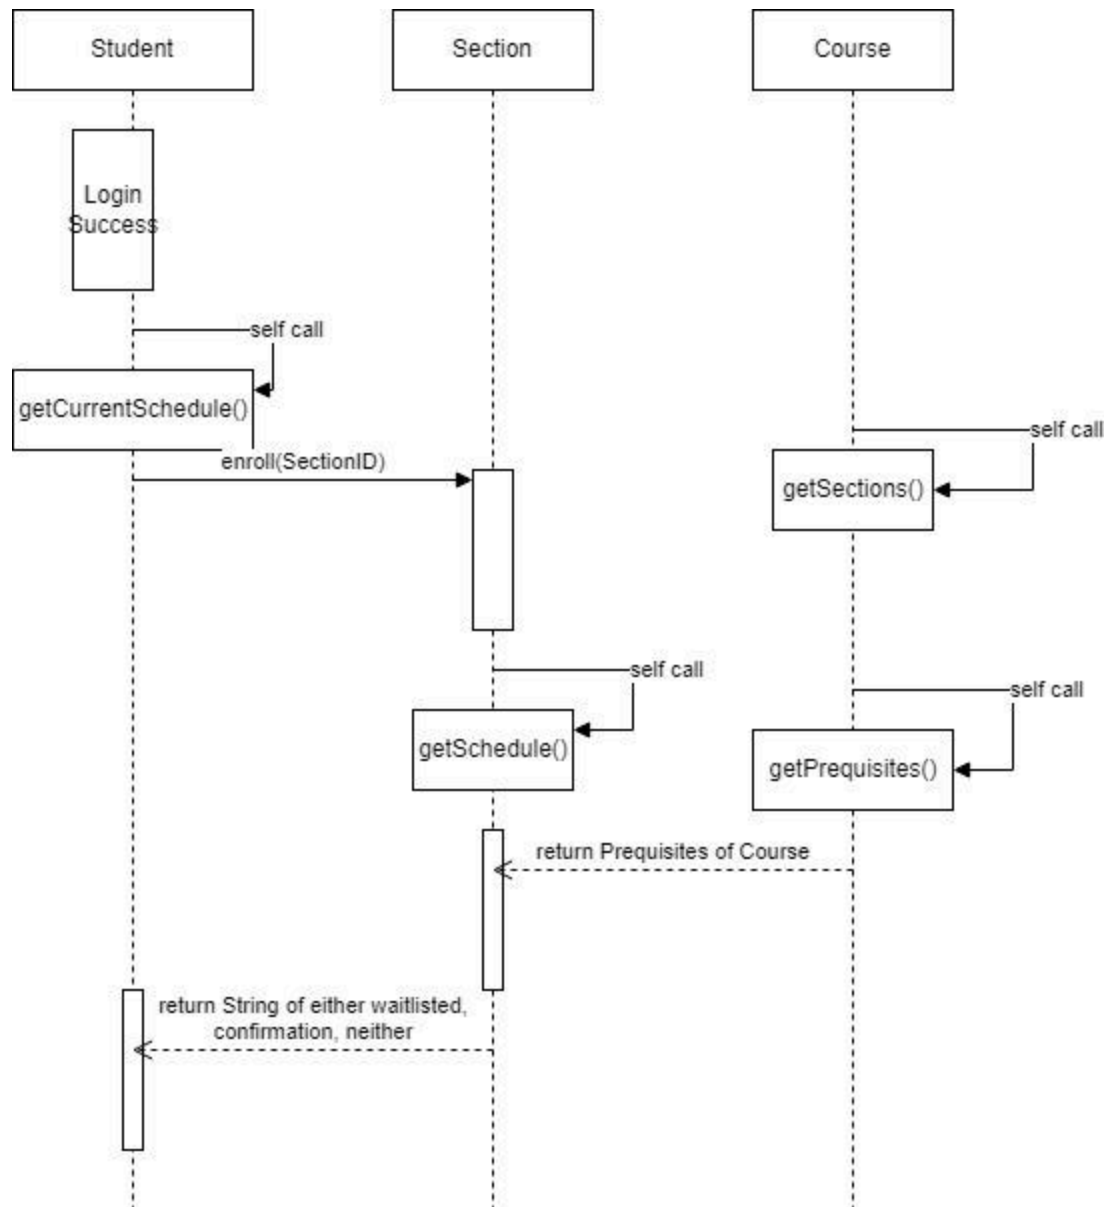 Student
Section
Course
Login
Success
self call
getCurrentSchedule()
self call
enroll(SectionID)
getSections()
self call
self call
getSchedule()
getPrequisites()
return Prequisites of Course
return String of either waitlisted,
confirmation, neither